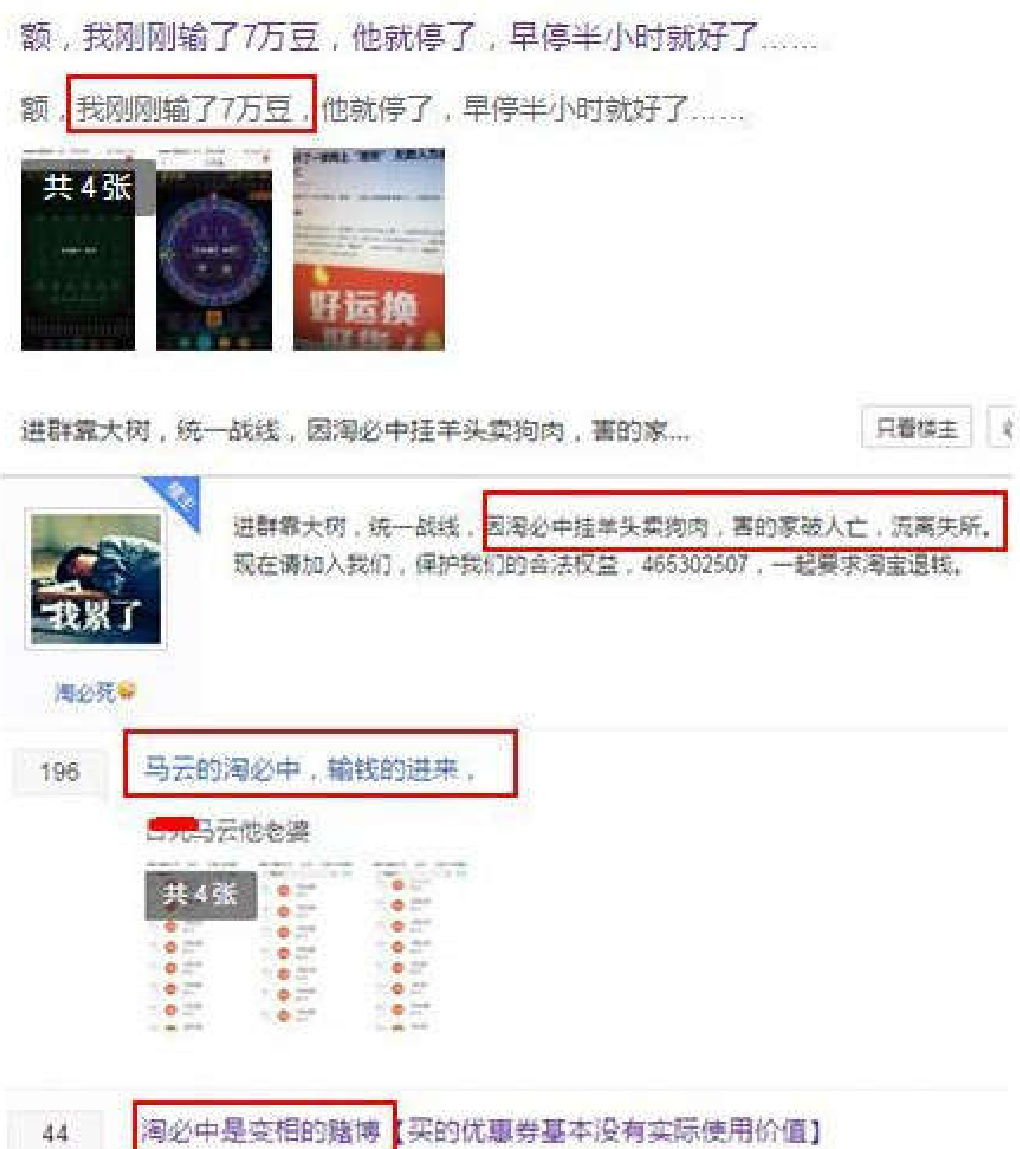 额，我刚刚输了7万豆，他就停了，早停半小时就好了……
额，我刚刚输了7万豆，他就停了，早停半小时就好了……
共4张
好运换
进群靠大树，统一战线，因淘必中挂羊头卖狗肉，害的家...
只看楼主
楼主
进群靠大树，统一战线，因淘必中挂羊头卖狗肉，害的家破人亡，流离失所。
现在请加入我们，保护我们的合法权益，465302507，一起要求淘宝退钱。
我累了
淘必死
196
马云的淘必中，输钱的进来，
马云他老婆
共4张
44
淘必中是变相的赌博【买的优惠券基本没有实际使用价值】